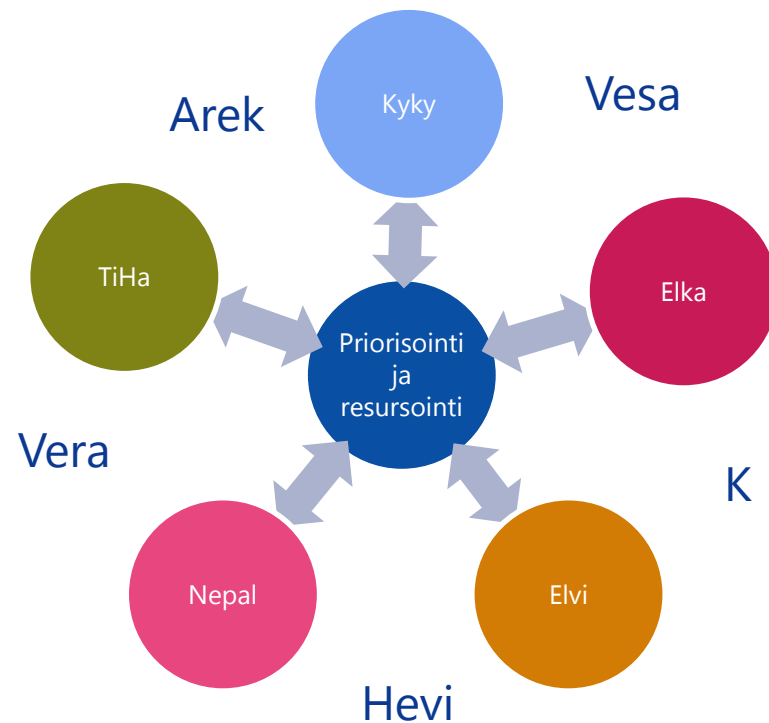 Kyky
Vesa
Arek
TiHa
Elka
Priorisointi
ja
resursointi
Vera
K
Nepal
Elvi
Hevi